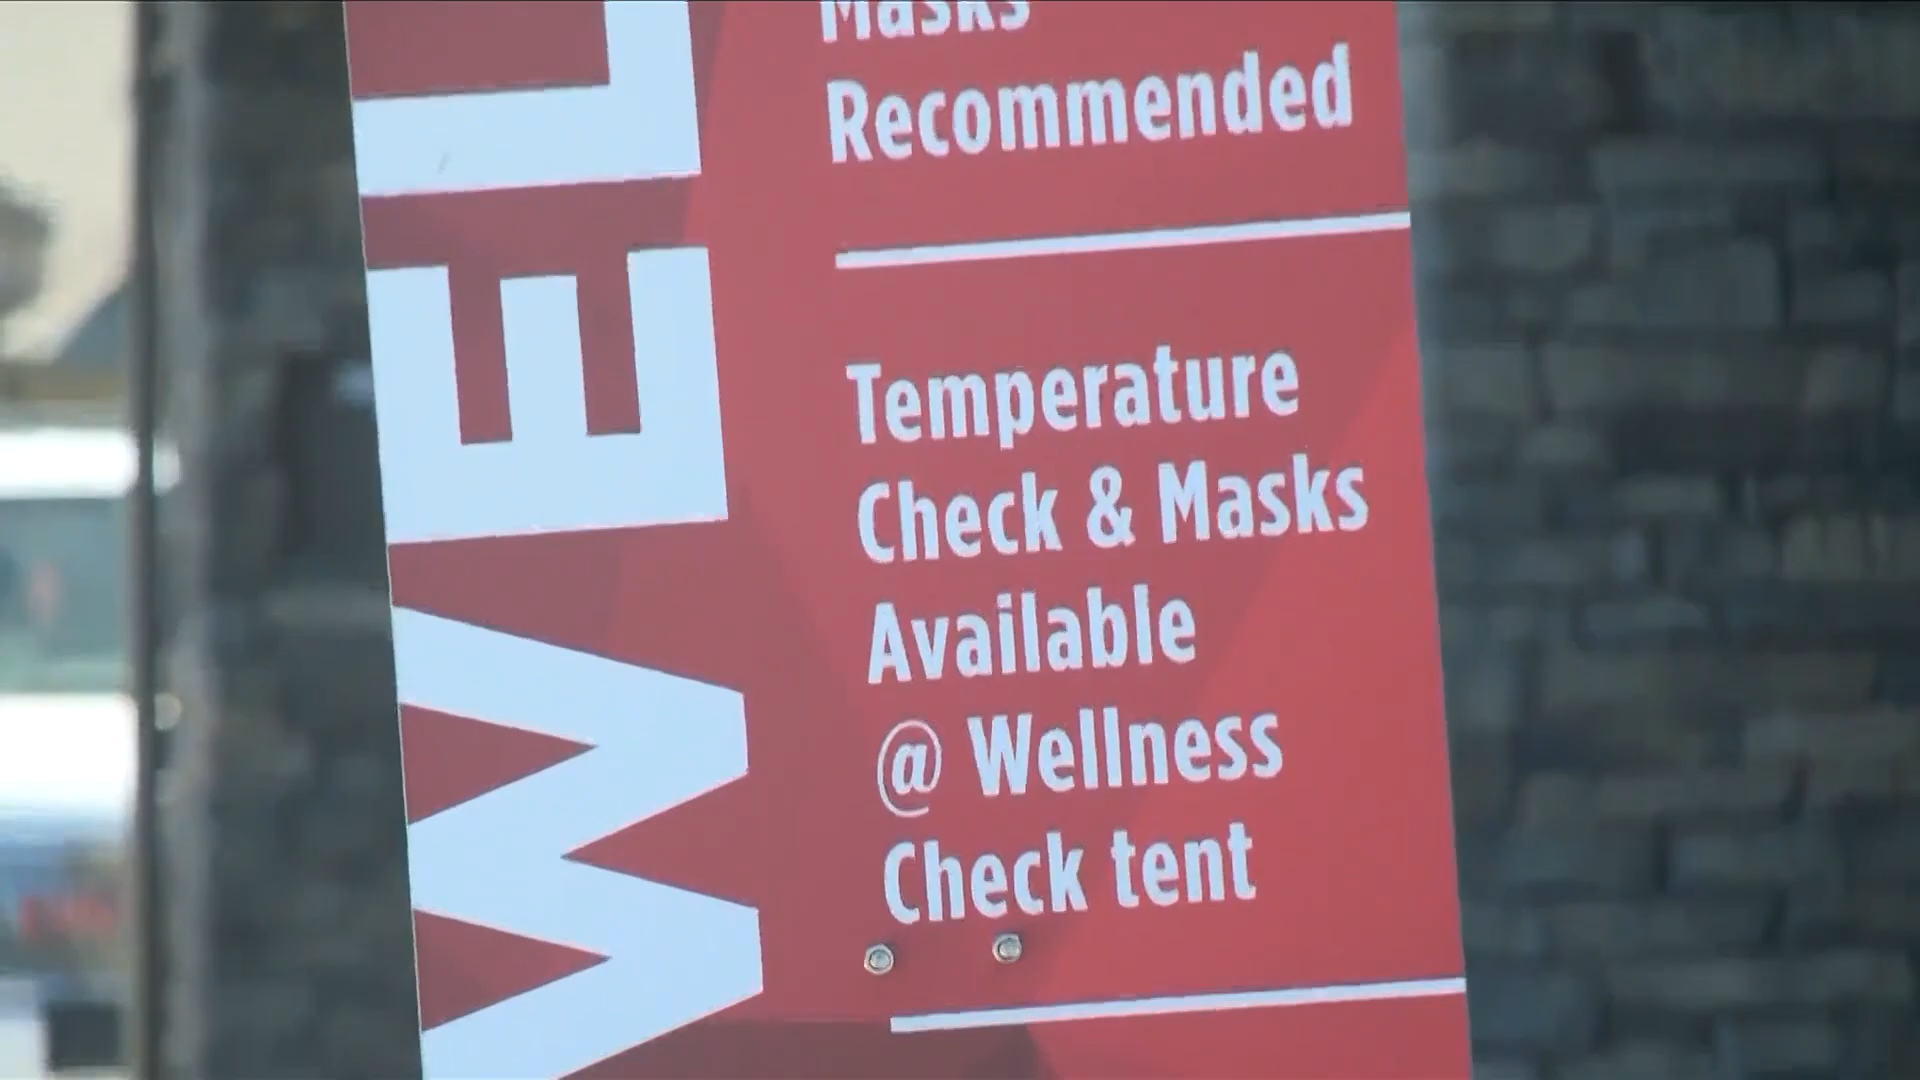 WEL
Masks
Recommended
Temperature
Check & Masks
Available
@ Wellness
Check tent